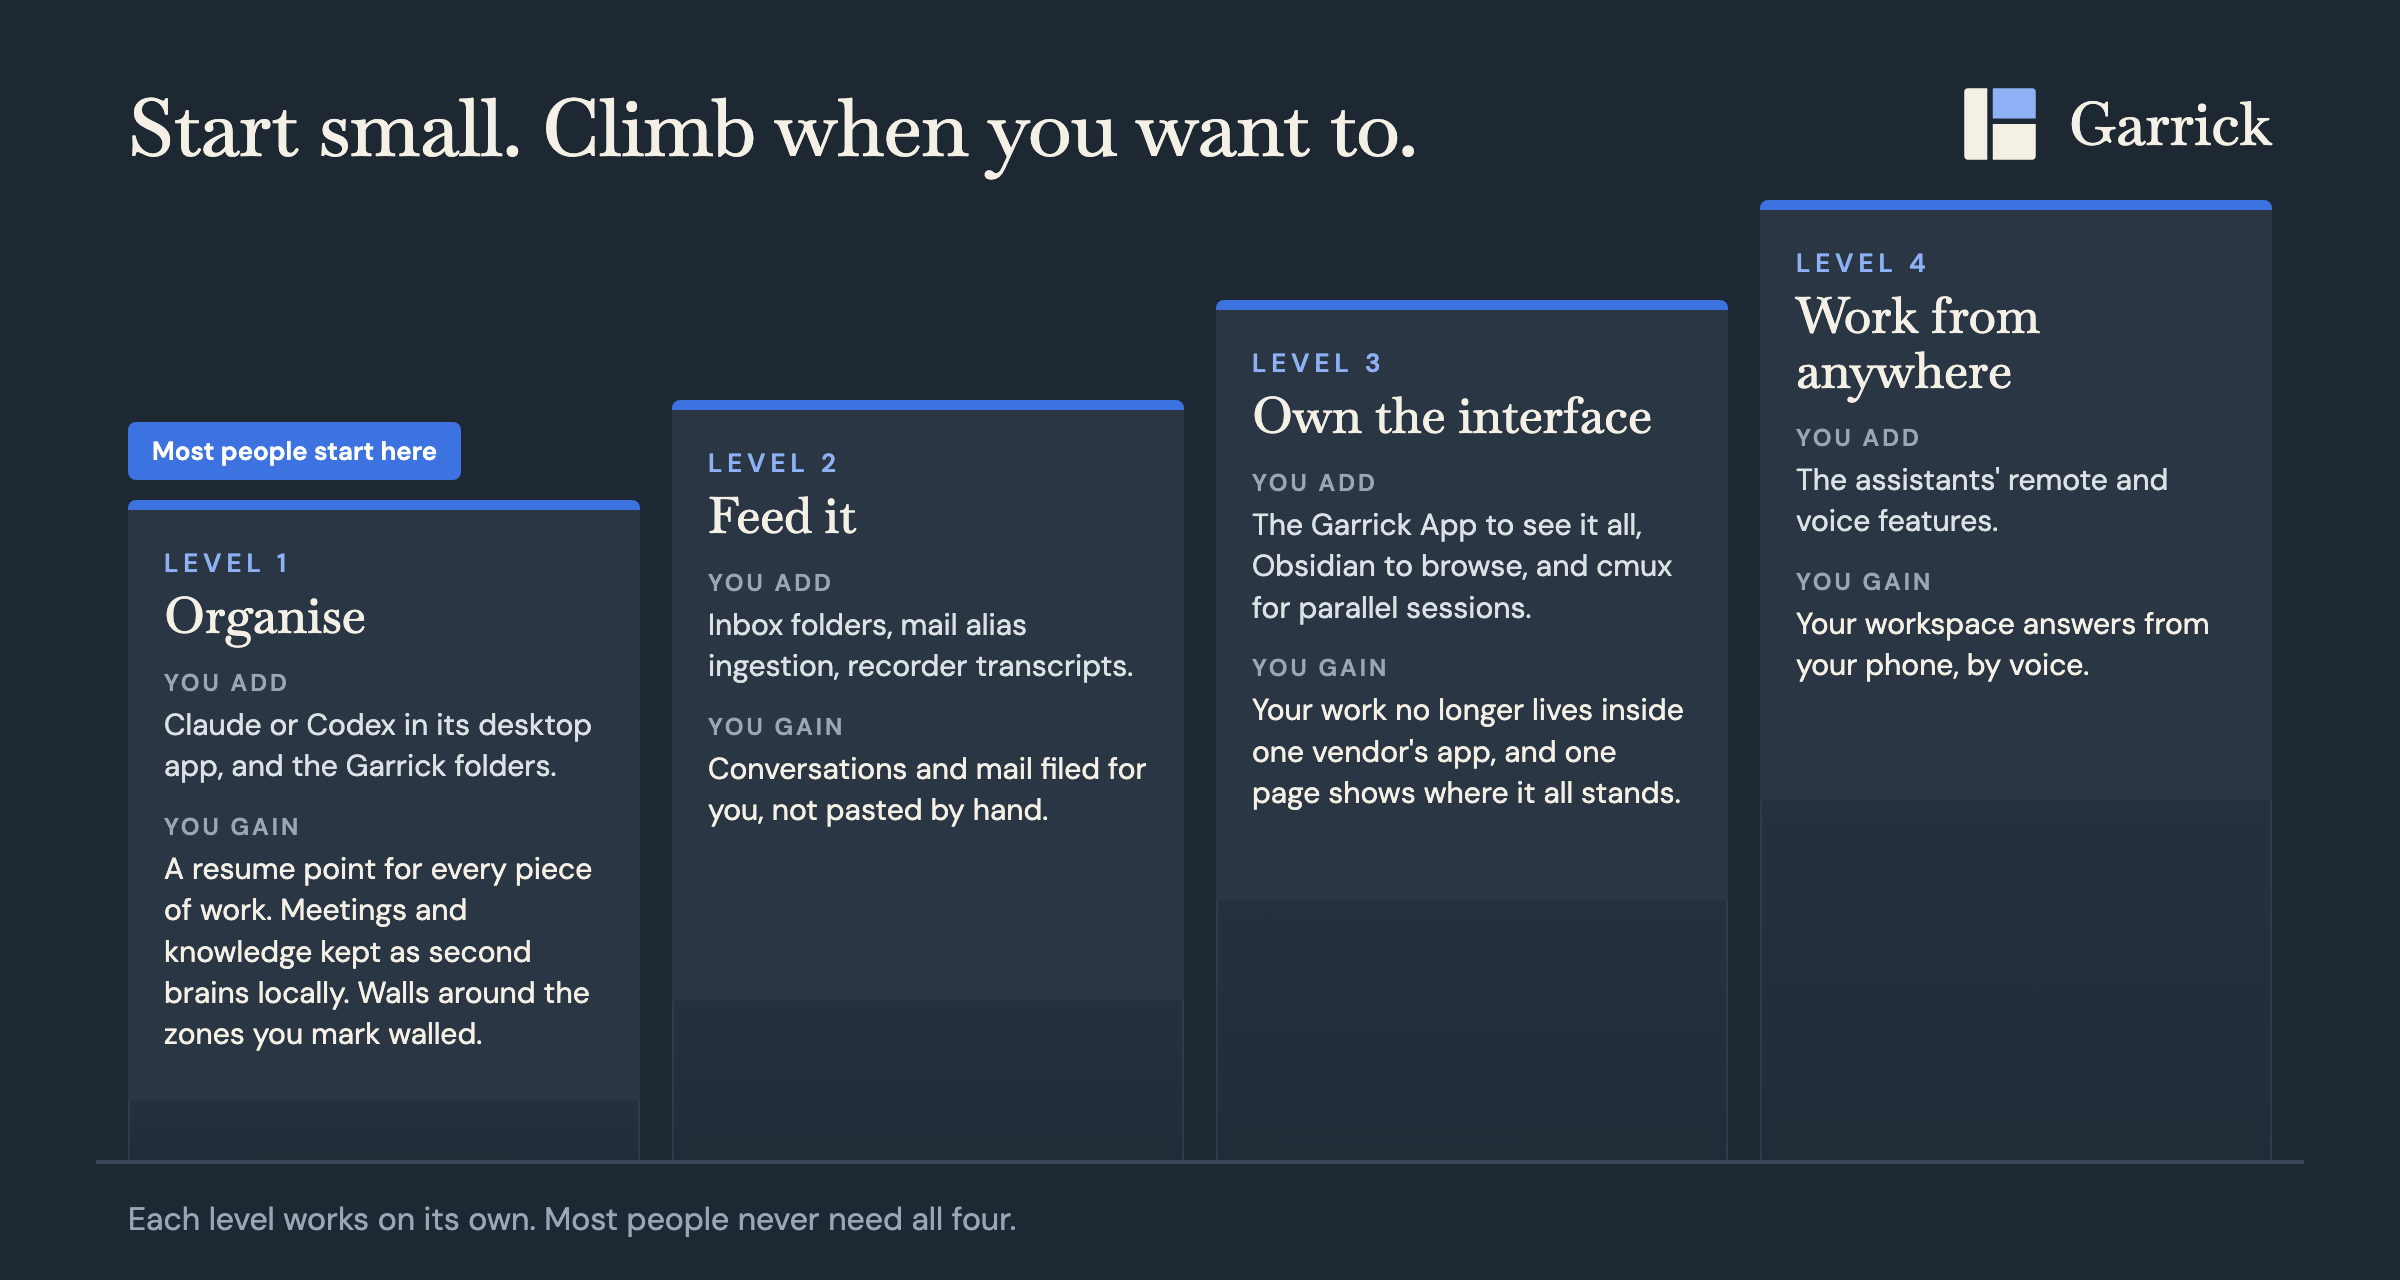 Start small. Climb when you want to.
Garrick
Most people start here
LEVEL 1
Organise
YOU ADD
Claude or Codex in its desktop
app, and the Garrick folders.
YOU GAIN
A resume point for every piece
of work. Meetings and
knowledge kept as second
brains locally. Walls around the
zones you mark walled.
LEVEL 2
Feed it
YOU ADD
Inbox folders, mail alias
ingestion, recorder transcripts.
YOU GAIN
Conversations and mail filed for
you, not pasted by hand.
LEVEL 3
Own the interface
YOU ADD
The Garrick App to see it all,
Obsidian to browse, and cmux
for parallel sessions.
YOU GAIN
Your work no longer lives inside
one vendor's app, and one
page shows where it all stands.
LEVEL 4
Work from
anywhere
YOU ADD
The assistants' remote and
voice features.
YOU GAIN
Your workspace answers from
your phone, by voice.
Each level works on its own. Most people never need all four.